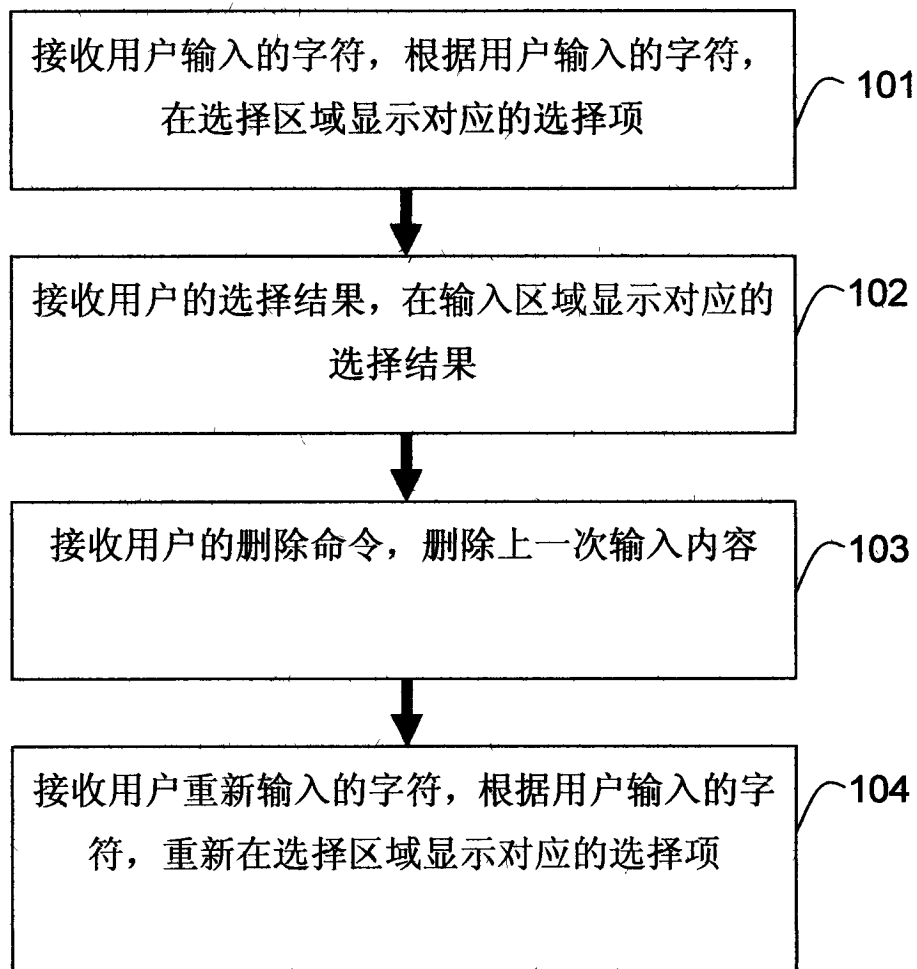 接收用户输入的字符，根据用户输入的字符，
在选择区域显示对应的选择项
101
接收用户的选择结果，在输入区域显示对应的
选择结果
102
接收用户的删除命令，删除上一次输入内容
103
接收用户重新输入的字符，根据用户输入的字
符，重新在选择区域显示对应的选择项
104